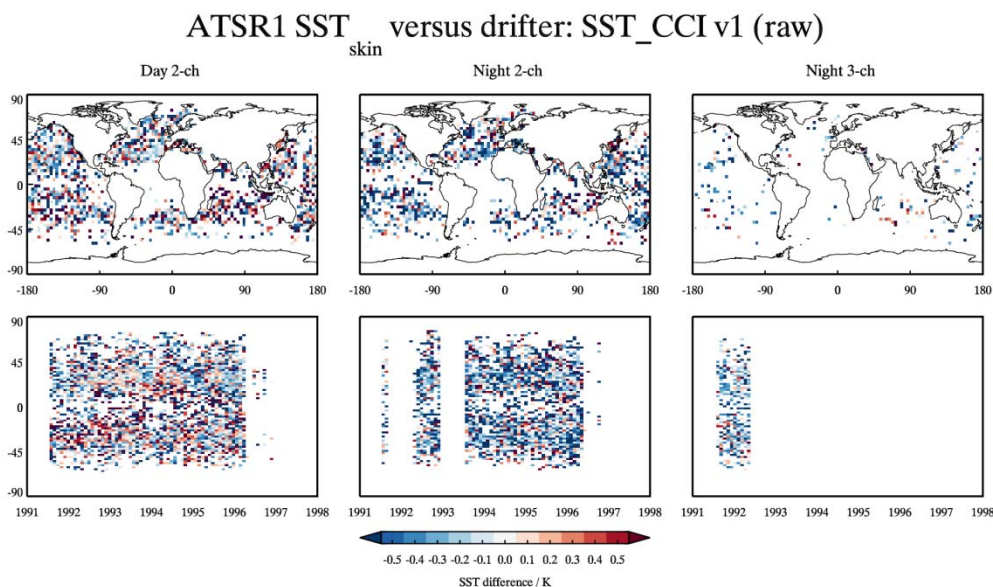 ATSR1 SST skin versus drifter: SST_CCI v1 (raw)
Day 2-ch Night 2-ch Night 3-ch
90
45
0
-45
-90
-180 -90 0 90 180 -180 -90 0 90 180 -180 -90 0 90 180
90
45
0
-45
-90
1991 1992 1993 1994 1995 1996 1997 1998 1991 1992 1993 1994 1995 1996 1997 1998 1991 1992 1993 1994 1995 1996 1997 1998
-0.5 -0.4 -0.3 -0.2 -0.1 0.0 0.1 0.2 0.3 0.4 0.5
SST difference / K